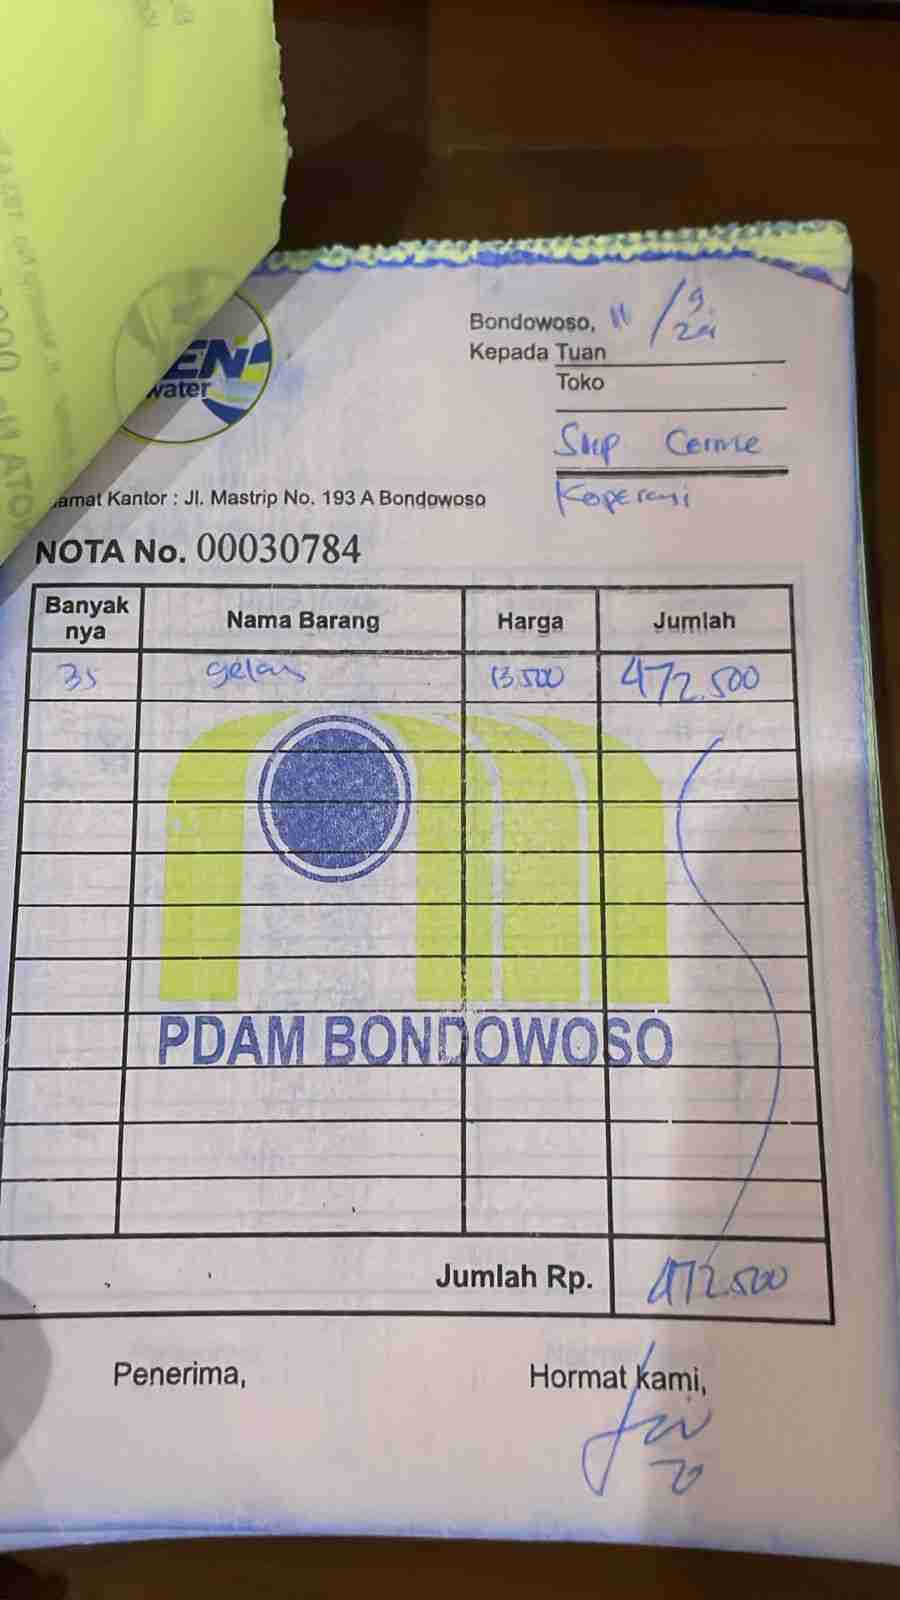 EN
water
Bondowoso, 11/9
24
Kepada Tuan
Toko
Smp Cerme
Koperasi
amat Kantor : Jl. Mastrip No. 193 A Bondowoso
NOTA No. 00030784
Banyak nya Nama Barang Harga Jumlah
35 gelas 13.500 472.500
PDAM BONDOWOSO
Jumlah Rp. 472.500
Penerima, Hormat kami,